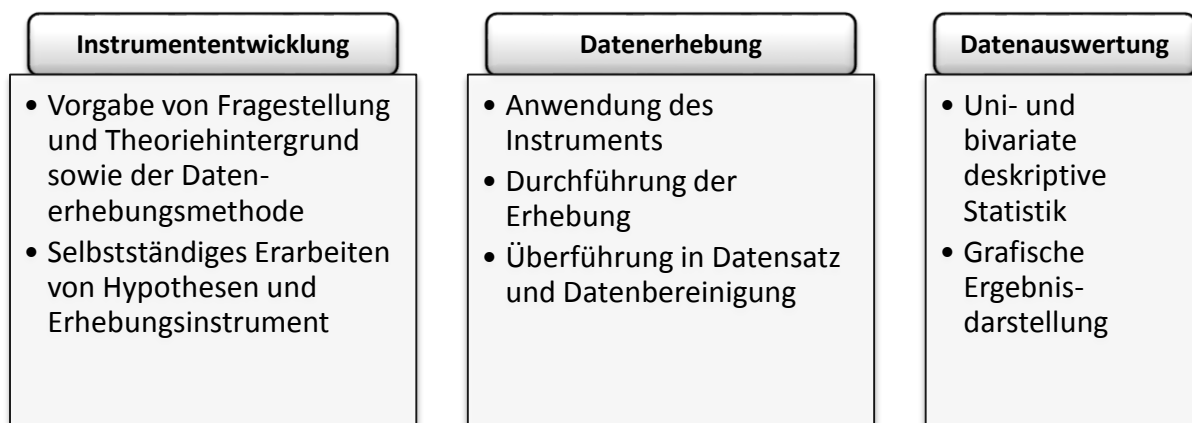 Instrumententwicklung
• Vorgabe von Fragestellung
und Theoriehintergrund
sowie der Daten-
erhebungsmethode
• Selbstständiges Erarbeiten
von Hypothesen und
Erhebungsinstrument
Datenerhebung
• Anwendung des
Instruments
• Durchführung der
Erhebung
• Überführung in Datensatz
und Datenbereinigung
Datenauswertung
• Uni- und
bivariate
deskriptive
Statistik
• Grafische
Ergebnis-
darstellung